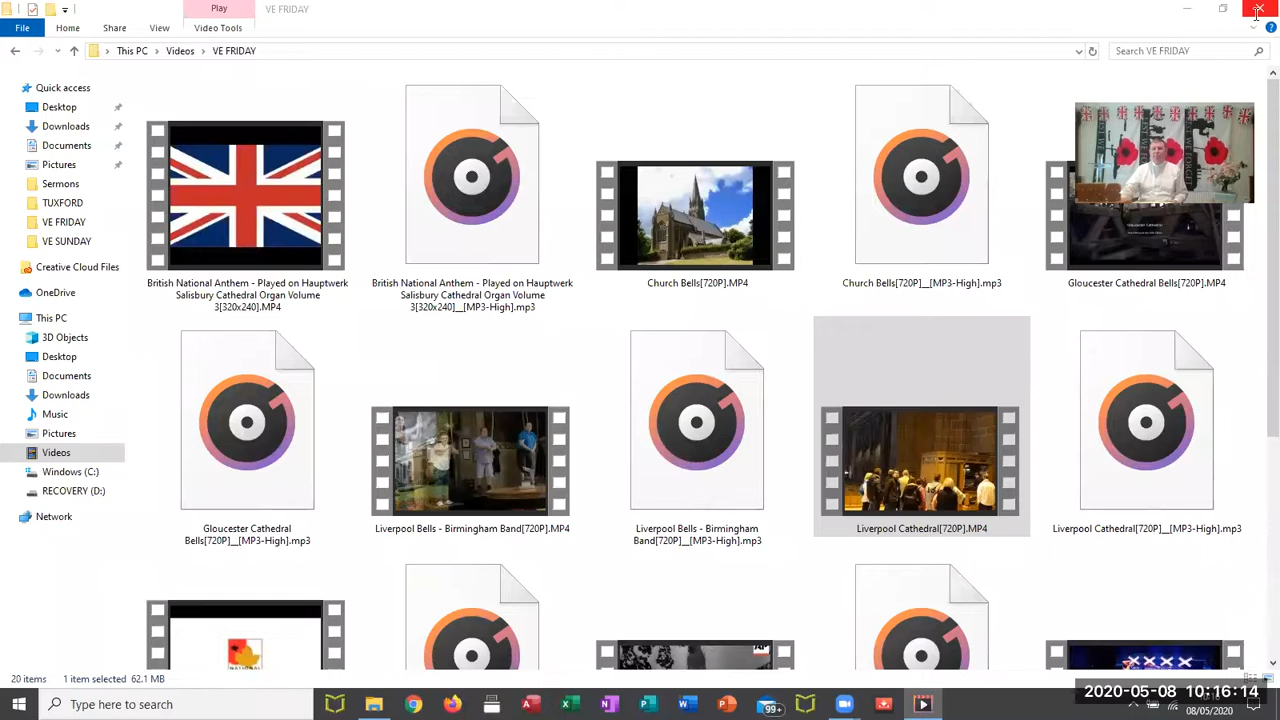 Play
VE FRIDAY
File
Home
Share
View
Video Tools
This PC
Videos
VE FRIDAY
Search VE FRIDAY
Quick access
Desktop
Downloads
Documents
Pictures
Sermons
TUXFORD
VE FRIDAY
VE SUNDAY
Creative Cloud Files
OneDrive
This PC
3D Objects
Desktop
Documents
Downloads
Music
Pictures
Videos
Windows (C:)
RECOVERY (D:)
Network
British National Anthem - Played on Hauptwerk
Salisbury Cathedral Organ Volume
3[320x240].MP4
British National Anthem - Played on Hauptwerk
Salisbury Cathedral Organ Volume
3[320x240]__[MP3-High].mp3
Church Bells[720P].MP4
Church Bells[720P]__[MP3-High].mp3
Gloucester Cathedral Bells[720P].MP4
Gloucester Cathedral
Bells[720P]__[MP3-High].mp3
Liverpool Bells - Birmingham Band[720P].MP4
Liverpool Bells - Birmingham
Band[720P]__[MP3-High].mp3
Liverpool Cathedral[720P].MP4
Liverpool Cathedral[720P]__[MP3-High].mp3
20 items
1 item selected
62.1 MB
Type here to search
99+
2020-05-08 10:16:14
08/05/2020